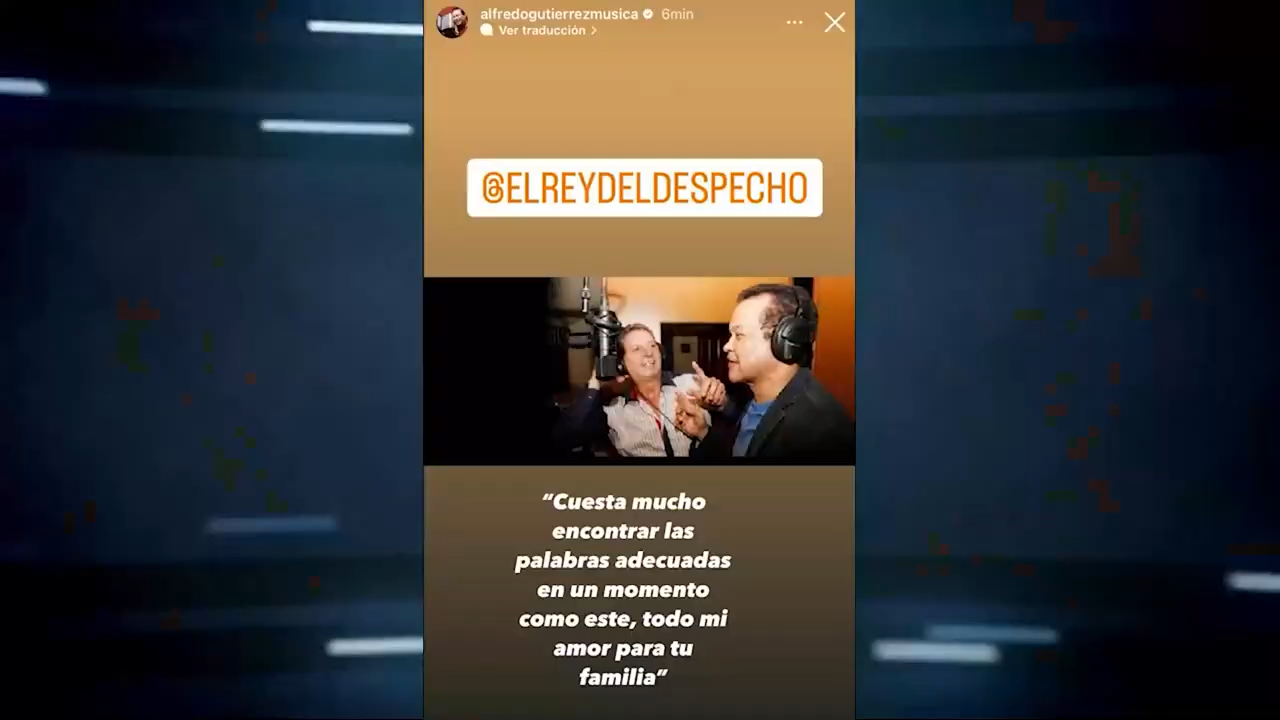 alfredogutierrezmusica 6min
Ver traducción >
@ELREYDELDESPECHO
“Cuesta mucho
encontrar las
palabras adecuadas
en un momento
como este, todo mi
amor para tu
familia”